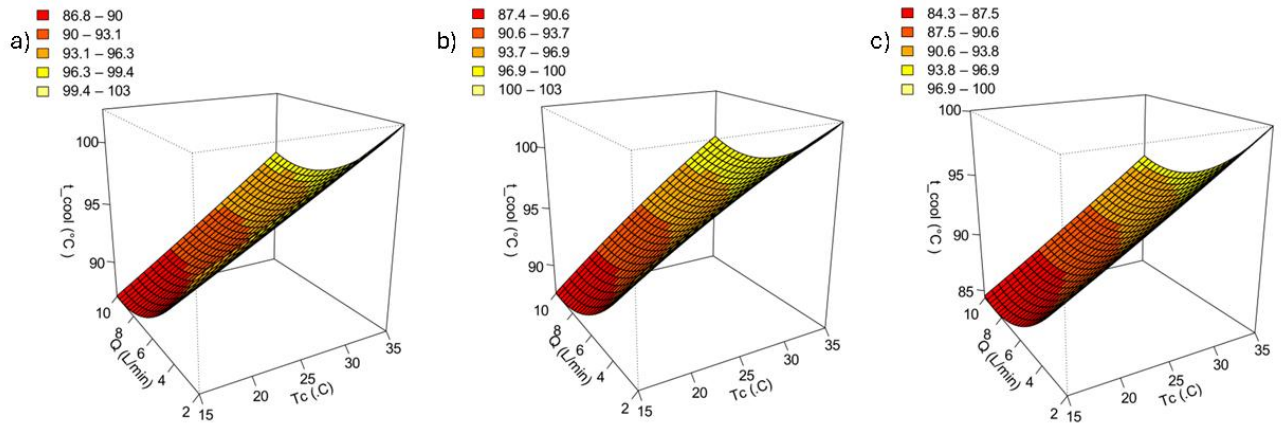 a)
86.8 – 90
90 – 93.1
93.1 – 96.3
96.3 – 99.4
99.4 – 103
100
95
90
t_cool (°C )
10
8
6
4
2
Q (L/min)
15
20
25
30
35
Tc (.C)
b)
87.4 – 90.6
90.6 – 93.7
93.7 – 96.9
96.9 – 100
100 – 103
100
95
90
t_cool (°C )
10
8
6
4
2
Q (L/min)
15
20
25
30
35
Tc (.C)
c)
84.3 – 87.5
87.5 – 90.6
90.6 – 93.8
93.8 – 96.9
96.9 – 100
100
95
90
85
t_cool (°C )
10
8
6
4
2
Q (L/min)
15
20
25
30
35
Tc (.C)